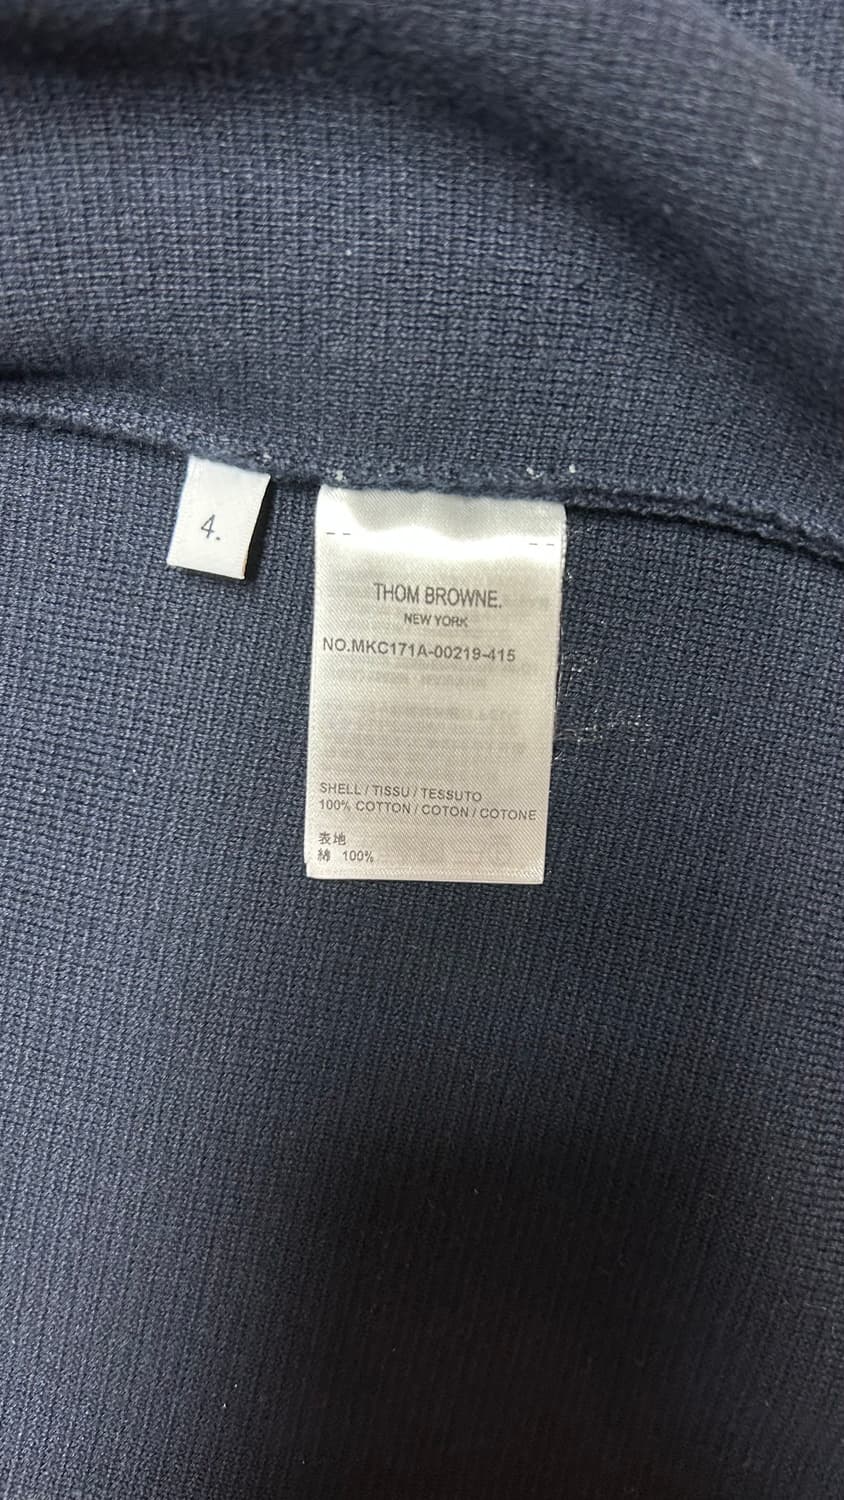 4.
THOM BROWNE.
NEW YORK
NO.MKC171A-00219-415
SHELL / TISSU / TESSUTO
100% COTTON / COTON / COTONE
表地
綿 100%